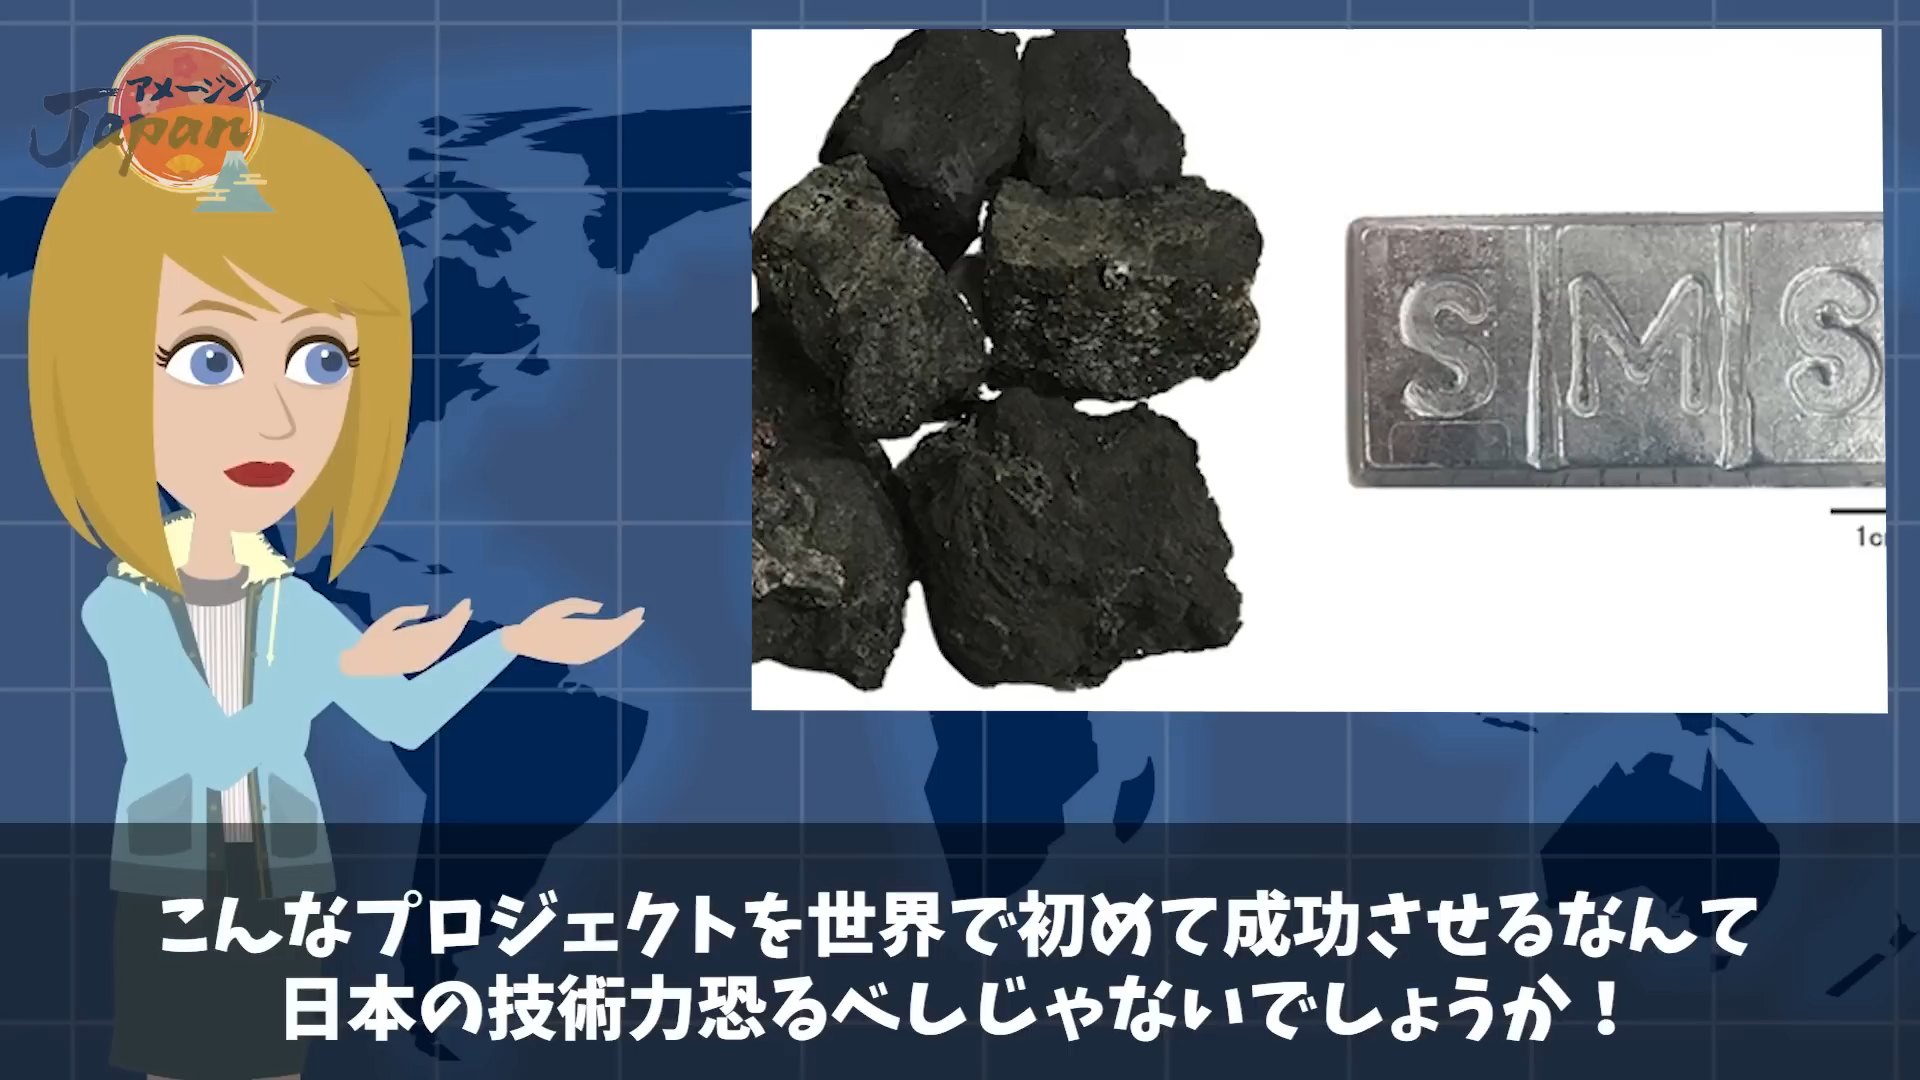 アメージング
Japan
SMS
こんなプロジェクトを世界で初めて成功させるなんて
日本の技術力恐るべしじゃないでしょうか！